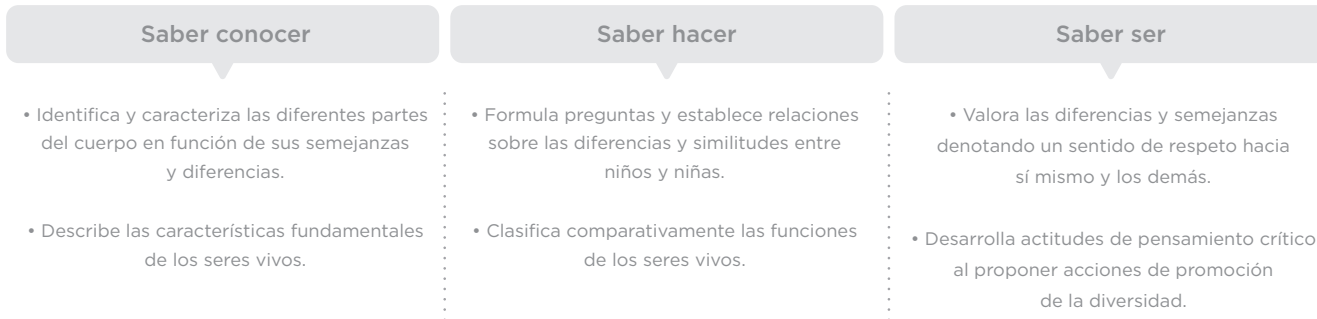 Saber conocer
• Identifica y caracteriza las diferentes partes
del cuerpo en función de sus semejanzas
y diferencias.
• Describe las características fundamentales
de los seres vivos.
Saber hacer
• Formula preguntas y establece relaciones
sobre las diferencias y similitudes entre
niños y niñas.
• Clasifica comparativamente las funciones
de los seres vivos.
Saber ser
• Valora las diferencias y semejanzas
denotando un sentido de respeto hacia
sí mismo y los demás.
• Desarrolla actitudes de pensamiento crítico
al proponer acciones de promoción
de la diversidad.